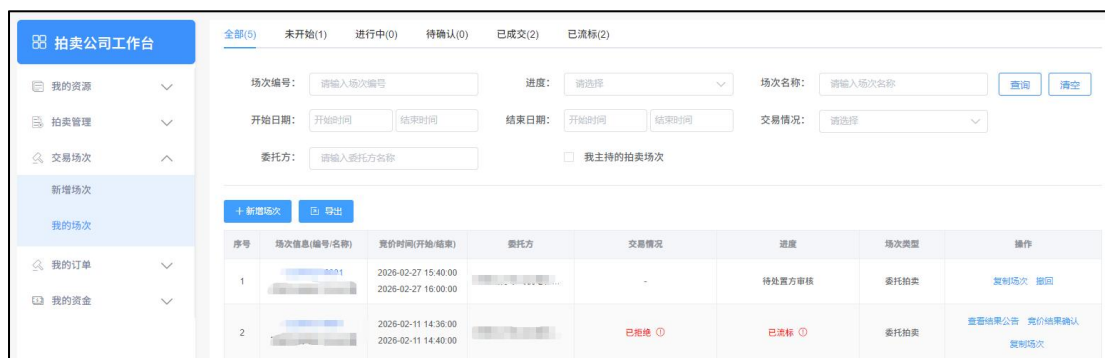 拍卖公司工作台
我的资源
拍卖管理
交易场次
新增场次
我的场次
我的订单
我的资金
全部(5) 未开始(1) 进行中(0) 待确认(0) 已成交(2) 已流标(2)
场次编号： 请输入场次编号 进度： 请选择 场次名称： 请输入场次名称 查询 清空
开始日期： 开始时间 结束时间 结束日期： 开始时间 结束时间 交易情况： 请选择
委托方： 请输入委托方名称 我主持的拍卖场次
+新增场次 导出
序号 场次信息(编号/名称) 竞价时间(开始/结束) 委托方 交易情况 进度 场次类型 操作
1 2026-02-27 15:40:00 - 待处置方审核 委托拍卖 复制场次 撤回
2026-02-27 16:00:00
2 2026-02-11 14:36:00 已拒绝 已流标 委托拍卖 查看结果公告 竞价结果确认
2026-02-11 14:40:00 复制场次